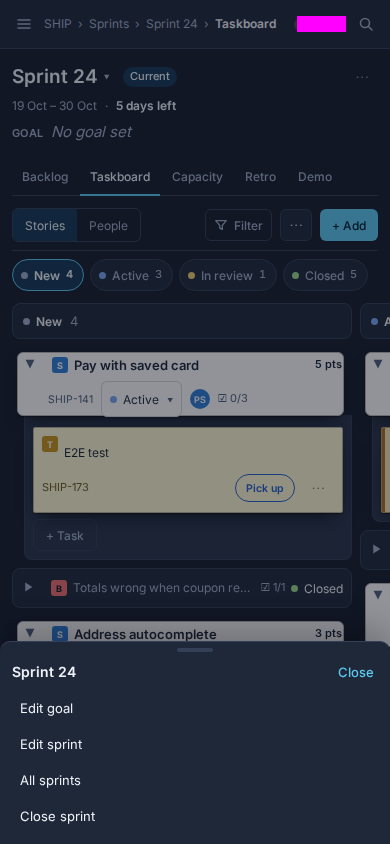 SHIP › Sprints › Sprint 24 › Taskboard
Sprint 24 ▾ Current ···
19 Oct – 30 Oct · 5 days left
GOAL No goal set
Backlog Taskboard Capacity Retro Demo
Stories People Filter ··· + Add
New 4 Active 3 In review 1 Closed 5
New 4 A
S Pay with saved card 5 pts
SHIP-141 Active ▾ PS ☑ 0/3
T E2E test
SHIP-173 Pick up ···
+ Task
B Totals wrong when coupon re... ☑ 1/1 Closed
S Address autocomplete 3 pts
Sprint 24 Close
Edit goal
Edit sprint
All sprints
Close sprint